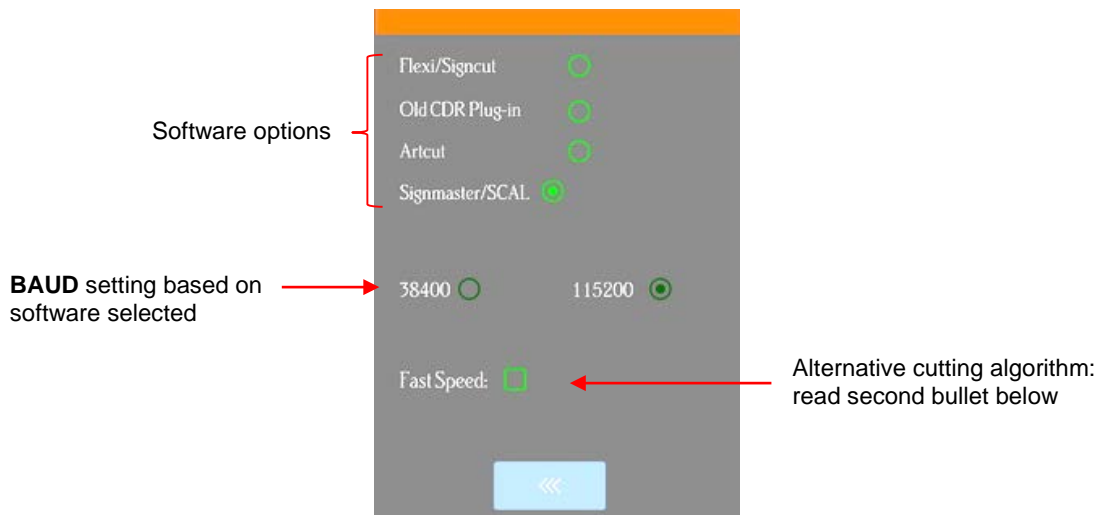 Flexi/Signcut
Old CDR Plug-in
Software options
Artcut
Signmaster/SCAL
BAUD setting based on
software selected
38400
115200
Fast Speed:
Alternative cutting algorithm:
read second bullet below
<<<